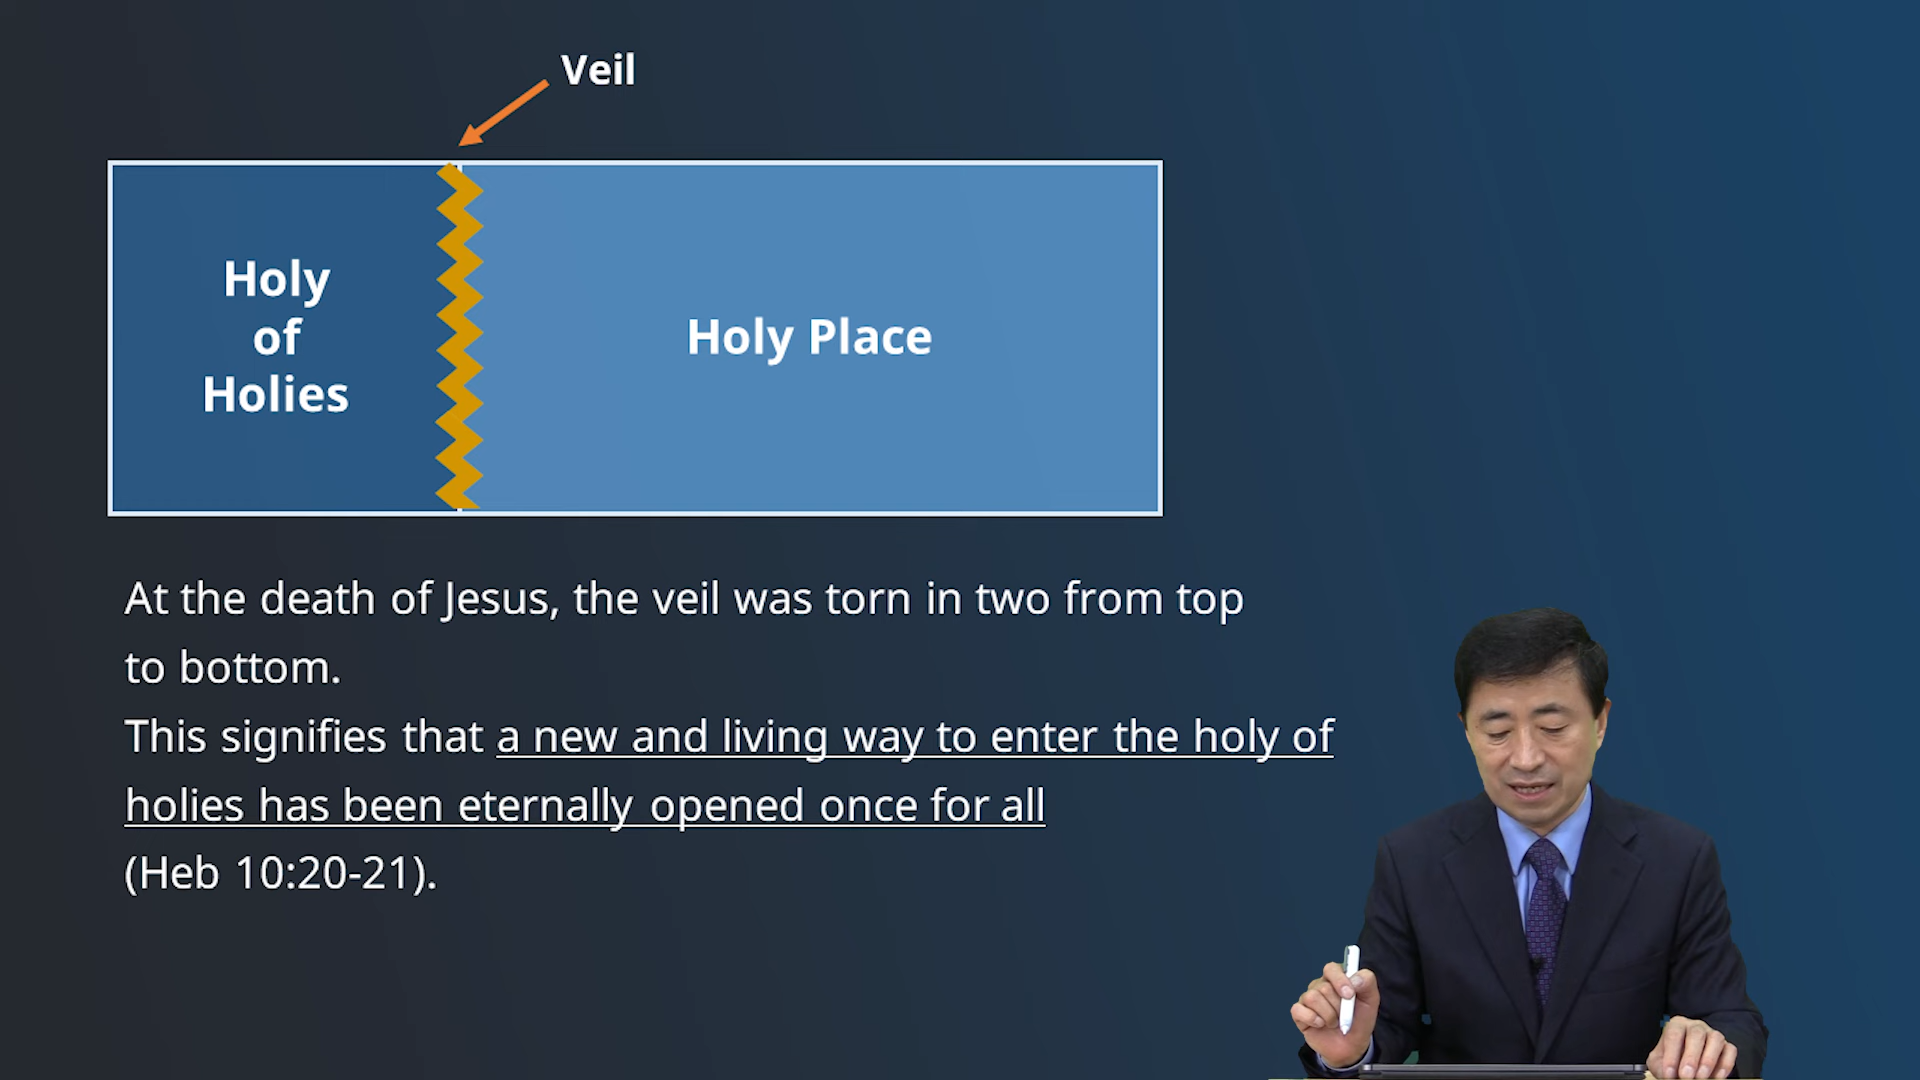 Veil
Holy
of
Holies
Holy Place
At the death of Jesus, the veil was torn in two from top
to bottom.
This signifies that a new and living way to enter the holy of
holies has been eternally opened once for all
(Heb 10:20-21).